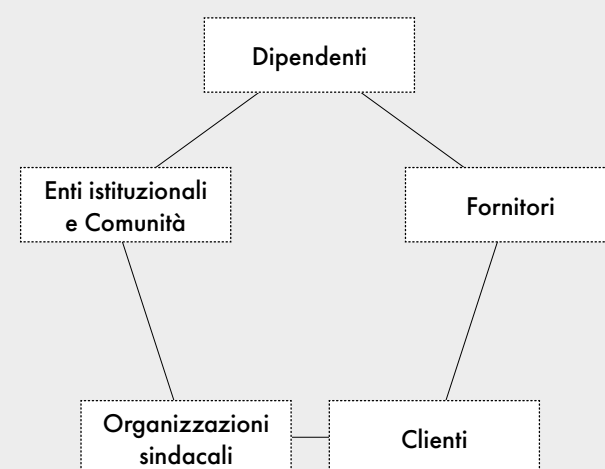 Dipendenti
Enti istituzionali
e Comunità
Fornitori
Organizzazioni
sindacali
Clienti